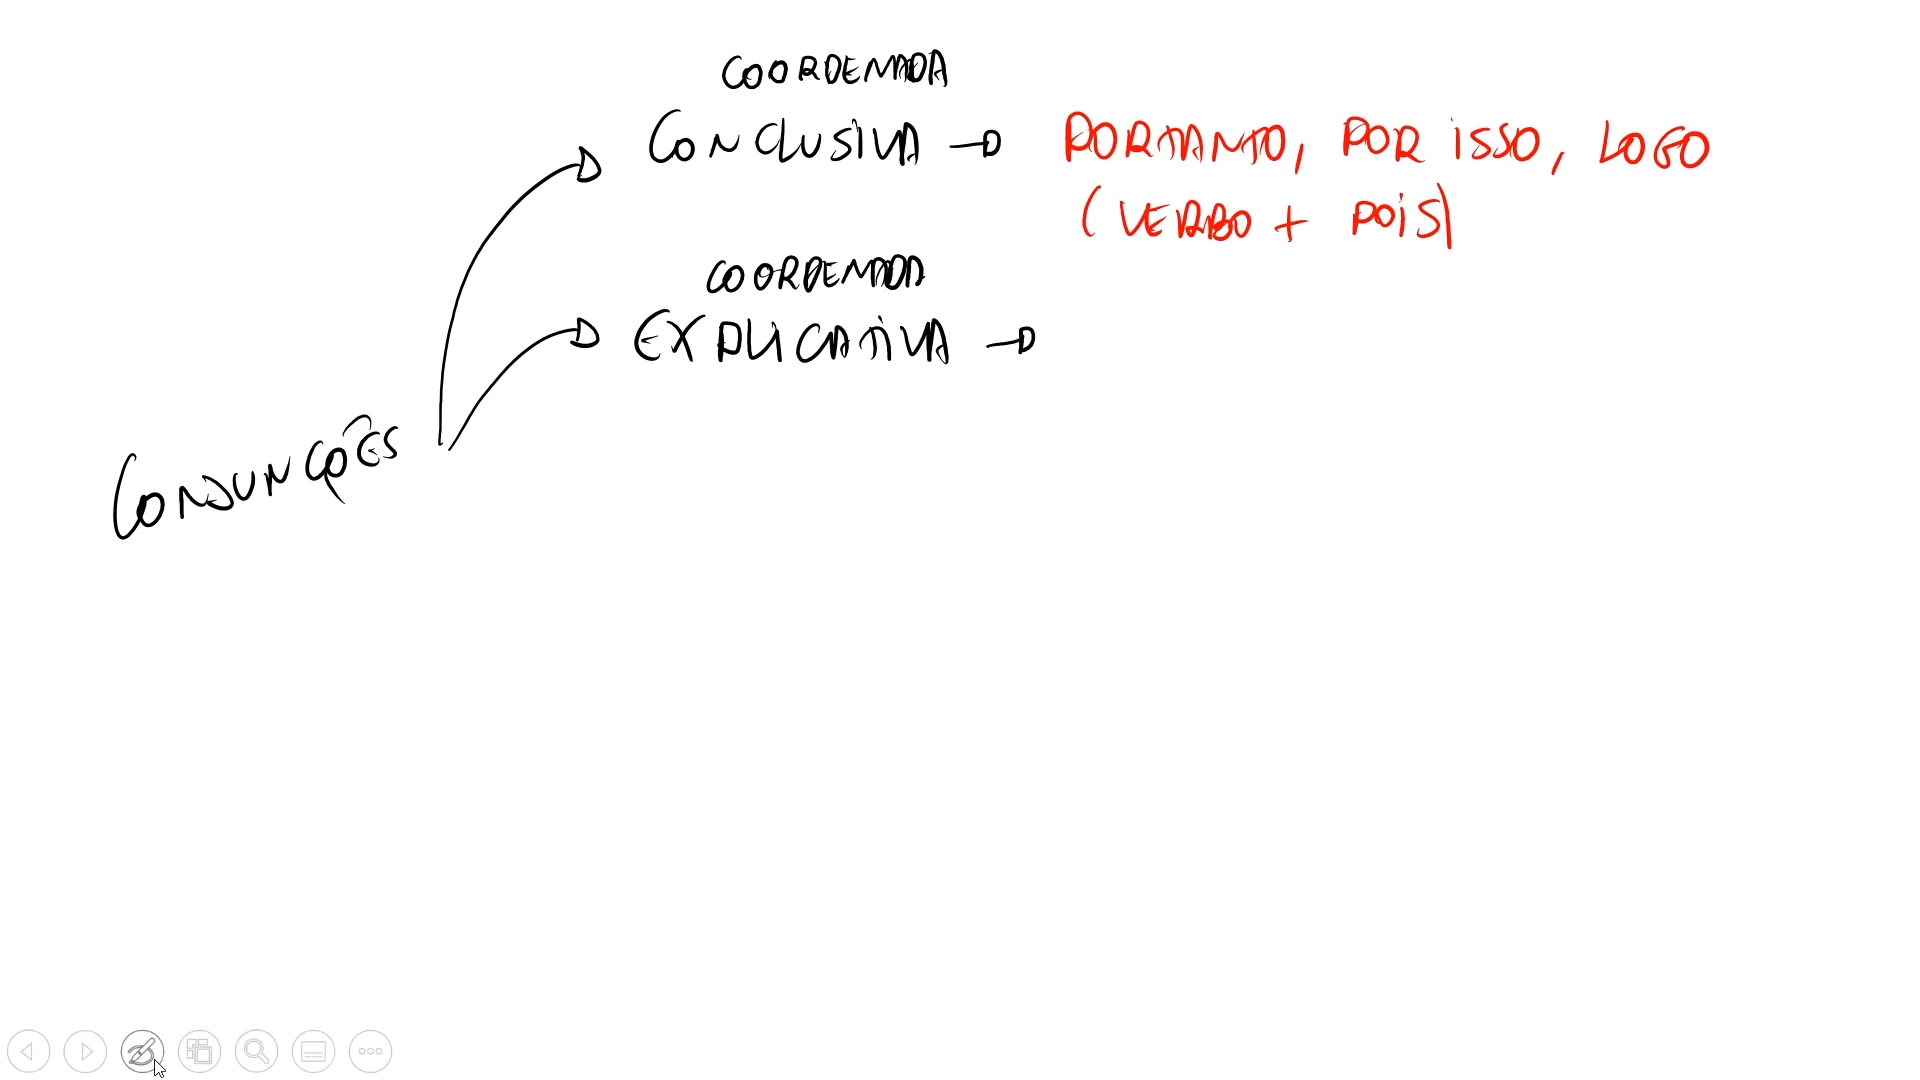 COORDENADA
CONCLUSIVA → PORTANTO, POR ISSO, LOGO
(VERBO + POIS)
COORDENADA
EXPLICATIVA →
CONJUNÇÕES